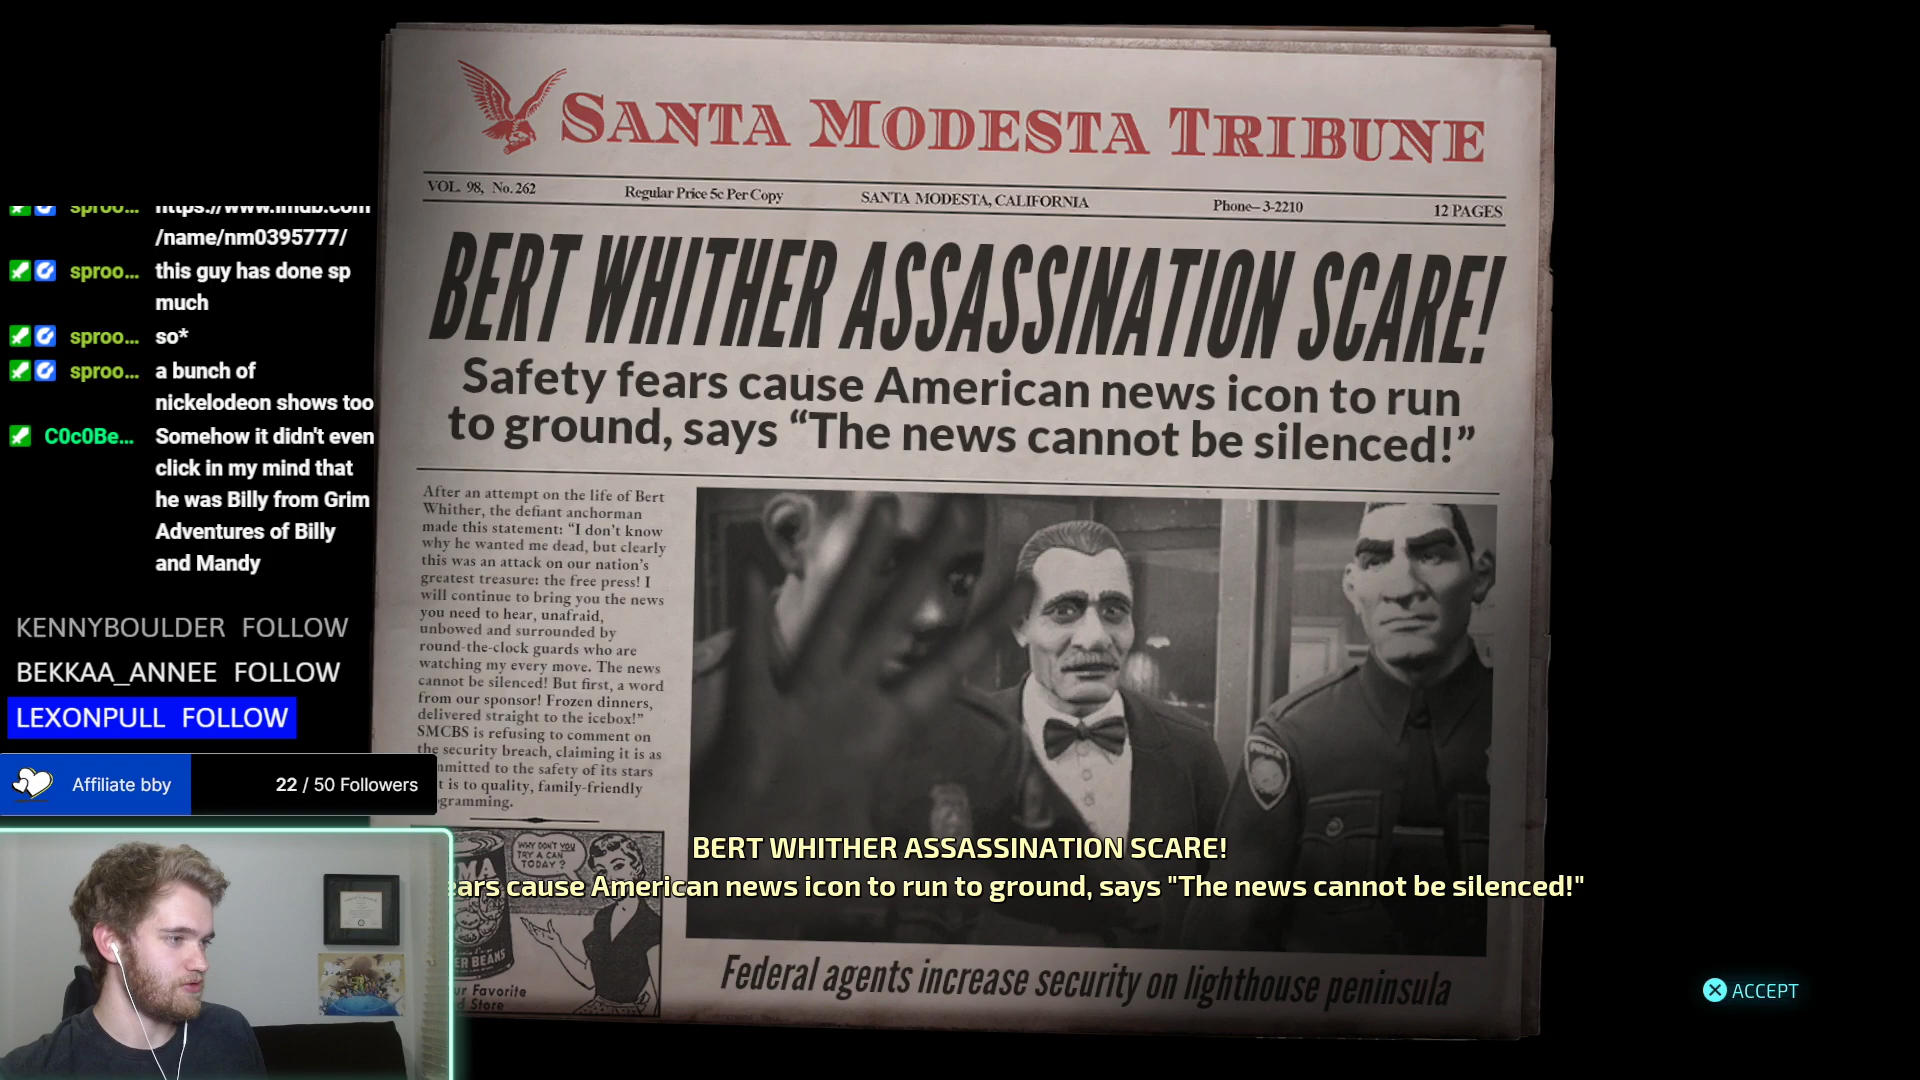 SANTA MODESTA TRIBUNE
VOL. 98, No. 262
Regular Price 5c Per Copy
SANTA MODESTA, CALIFORNIA
Phone– 3-2210
12 PAGES
BERT WHITHER ASSASSINATION SCARE!
Safety fears cause American news icon to run
to ground, says “The news cannot be silenced!”
After an attempt on the life of Bert
Whither, the defiant anchorman
made this statement: “I don’t know
why he wanted me dead, but clearly
this was an attack on our nation’s
greatest treasure: the free press! I
will continue to bring you the news
you need to hear, unafraid,
unbowed and surrounded by
round-the-clock guards who are
watching my every move. The news
cannot be silenced! But first, a word
from our sponsor! Frozen dinners,
delivered straight to the icebox!”
SMCBS is refusing to comment on
the security breach, claiming it is as
mmitted to the safety of its stars
t is to quality, family-friendly
gramming.
WHY DON'T YOU
TRY A CAN
TODAY?
MA
ER BEANS
ur Favorite
d Store
POLICE
BERT WHITHER ASSASSINATION SCARE!
ears cause American news icon to run to ground, says "The news cannot be silenced!"
Federal agents increase security on lighthouse peninsula
ACCEPT
sproo... https://www.imdb.com
/name/nm0395777/
sproo... this guy has done sp
much
sproo... so*
sproo... a bunch of
nickelodeon shows too
C0c0Be... Somehow it didn't even
click in my mind that
he was Billy from Grim
Adventures of Billy
and Mandy
KENNYBOULDER FOLLOW
BEKKAA_ANNEE FOLLOW
LEXONPULL FOLLOW
Affiliate bby
22 / 50 Followers